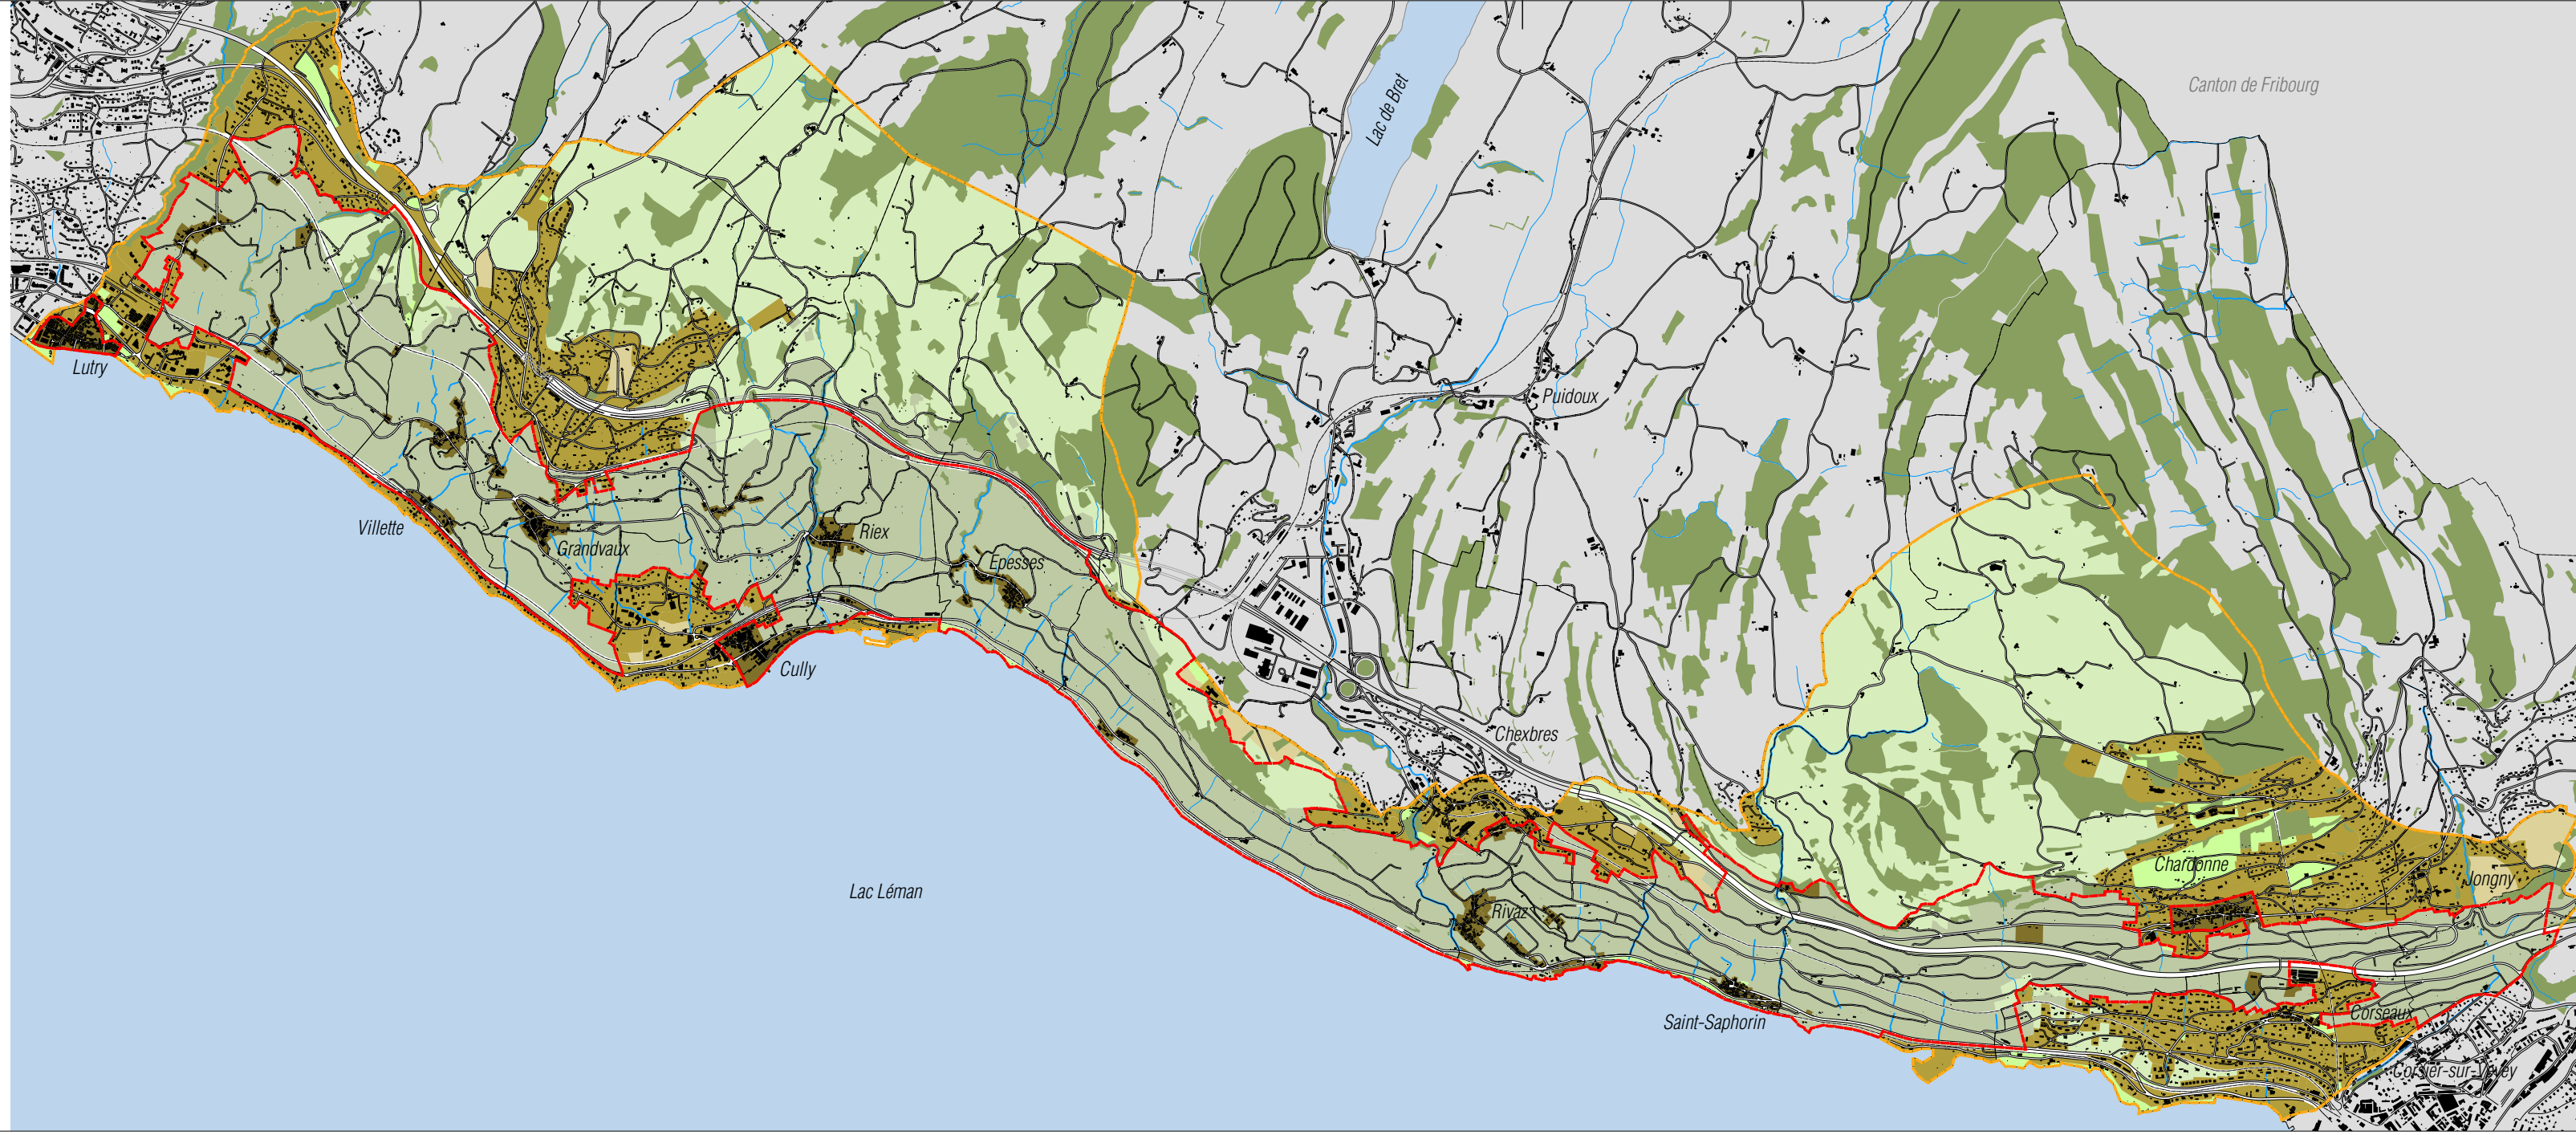 Canton de Fribourg
Lac de Bret
Lutry
Puidoux
Villette
Riex
Grandvaux
Epesses
Cully
Chexbres
Chardonne
Jongny
Lac Léman
Rivaz
Corseaux
Saint-Saphorin
Corsier-sur-Vevey